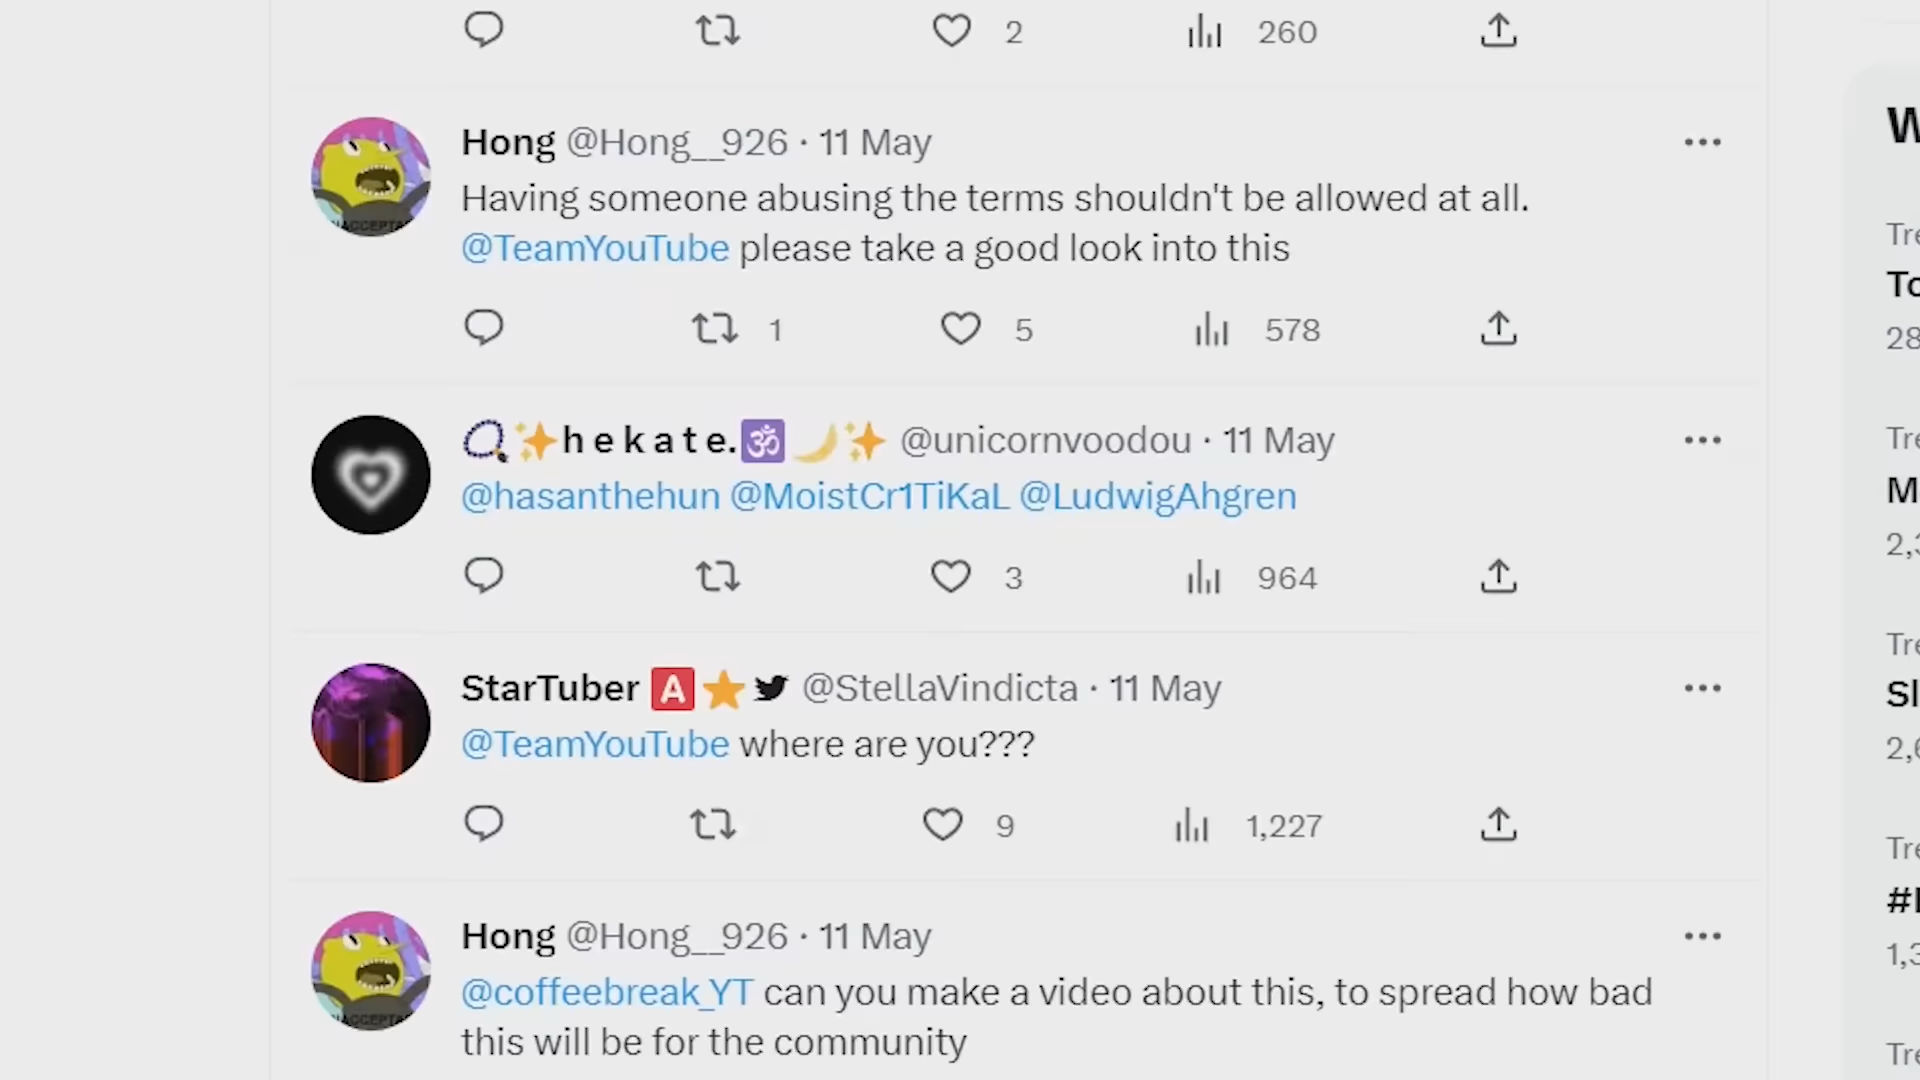 2 260
Hong @Hong__926 · 11 May
Having someone abusing the terms shouldn't be allowed at all.
@TeamYouTube please take a good look into this
1 5 578
📿✨h e k a t e.🕉🌙✨ @unicornvoodou · 11 May
@hasanthehun @MoistCr1TiKaL @LudwigAhgren
3 964
StarTuber 🅰⭐ @StellaVindicta · 11 May
@TeamYouTube where are you???
9 1,227
Hong @Hong__926 · 11 May
@coffeebreak_YT can you make a video about this, to spread how bad
this will be for the community